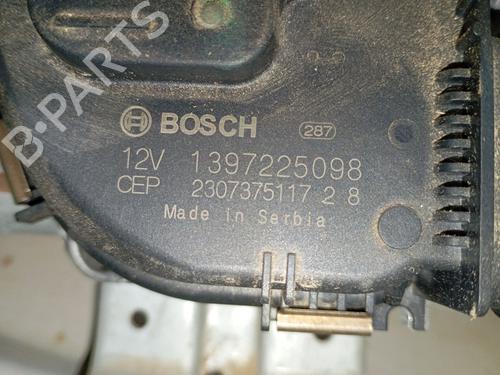 B-PARTS
BOSCH 287
12V 1397225098
CEP 2307375117 2 8
Made in Serbia